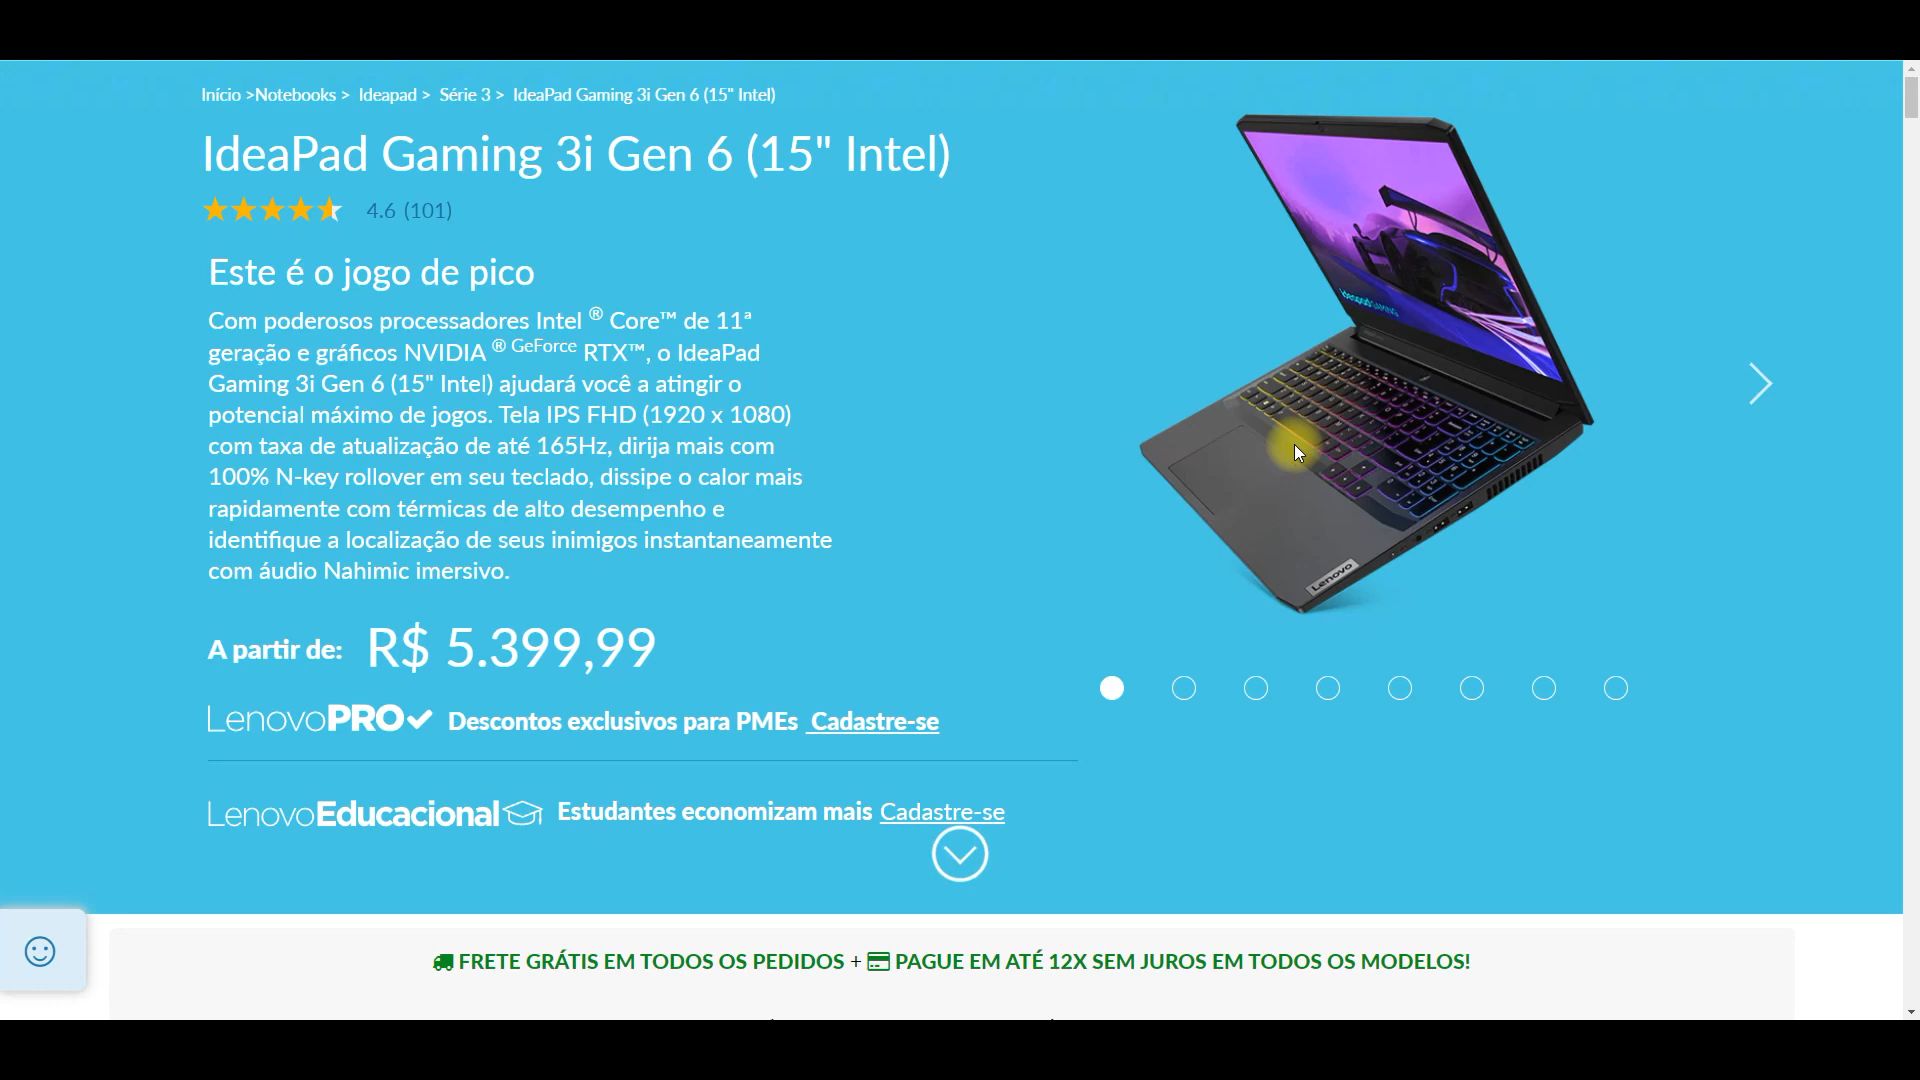 Início >Notebooks > Ideapad > Série 3 > IdeaPad Gaming 3i Gen 6 (15" Intel)
IdeaPad Gaming 3i Gen 6 (15" Intel)
4.6 (101)
Este é o jogo de pico
Com poderosos processadores Intel ® Core™ de 11ª
geração e gráficos NVIDIA ® GeForce RTX™, o IdeaPad
Gaming 3i Gen 6 (15" Intel) ajudará você a atingir o
potencial máximo de jogos. Tela IPS FHD (1920 x 1080)
com taxa de atualização de até 165Hz, dirija mais com
100% N-key rollover em seu teclado, dissipe o calor mais
rapidamente com térmicas de alto desempenho e
identifique a localização de seus inimigos instantaneamente
com áudio Nahimic imersivo.
ideapad GAMING
Lenovo
A partir de: R$ 5.399,99
LenovoPRO Descontos exclusivos para PMEs Cadastre-se
LenovoEducacional Estudantes economizam mais Cadastre-se
FRETE GRÁTIS EM TODOS OS PEDIDOS + PAGUE EM ATÉ 12X SEM JUROS EM TODOS OS MODELOS!